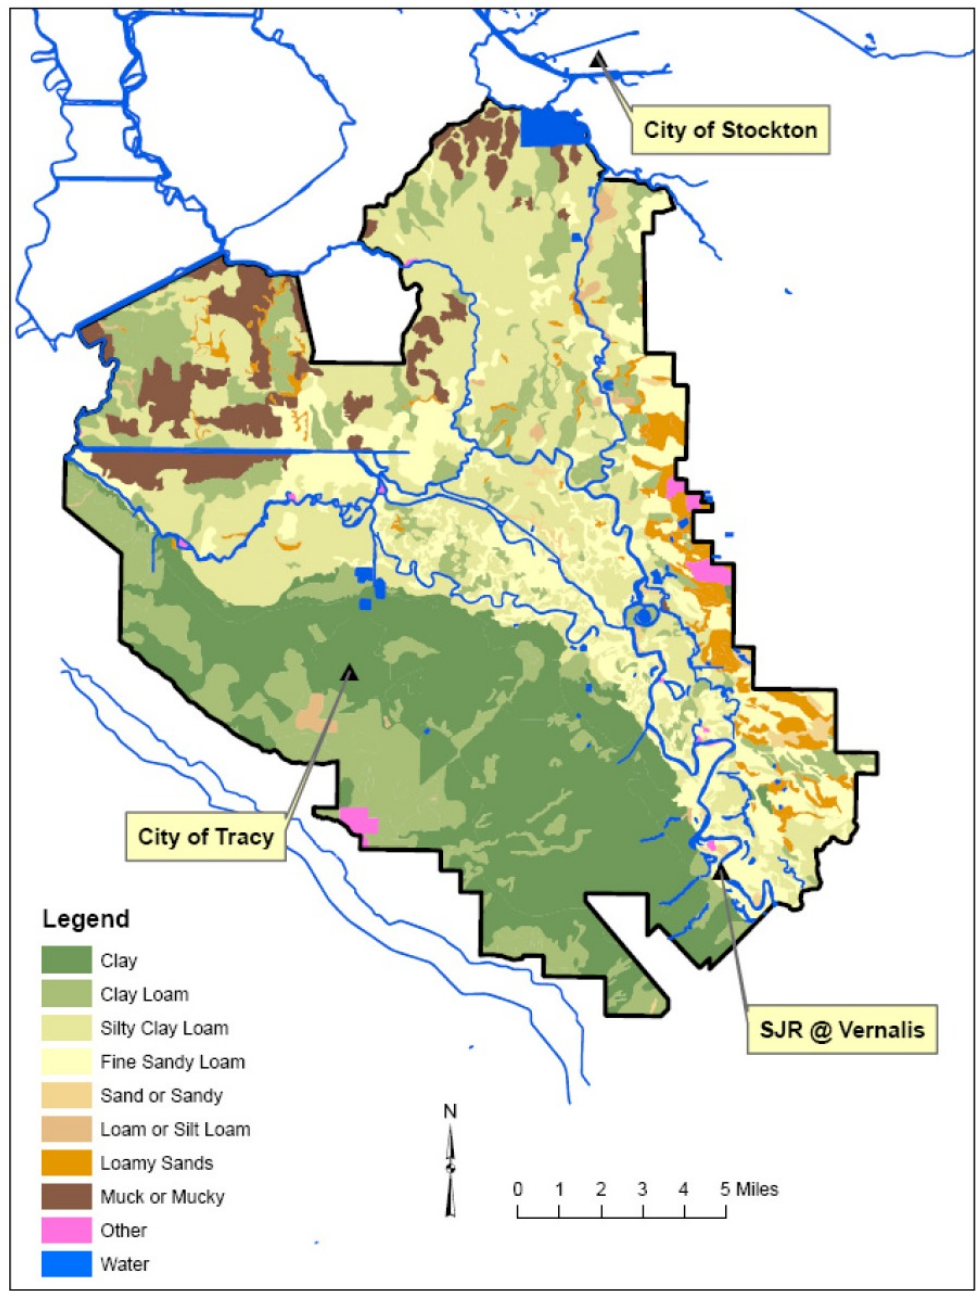 City of Stockton
City of Tracy
SJR @ Vernalis
Legend
Clay
Clay Loam
Silty Clay Loam
Fine Sandy Loam
Sand or Sandy
Loam or Silt Loam
Loamy Sands
Muck or Mucky
Other
Water
N
0 1 2 3 4 5 Miles